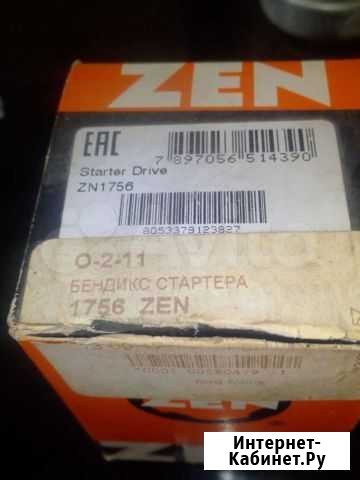 ZEN
EAC
7 897056 514390
Starter Drive
ZN1756
8053379123827
Avito
О-2-11
БЕНДИКС СТАРТЕРА
1756 ZEN
ZEN
Интернет-
Кабинет.Ру